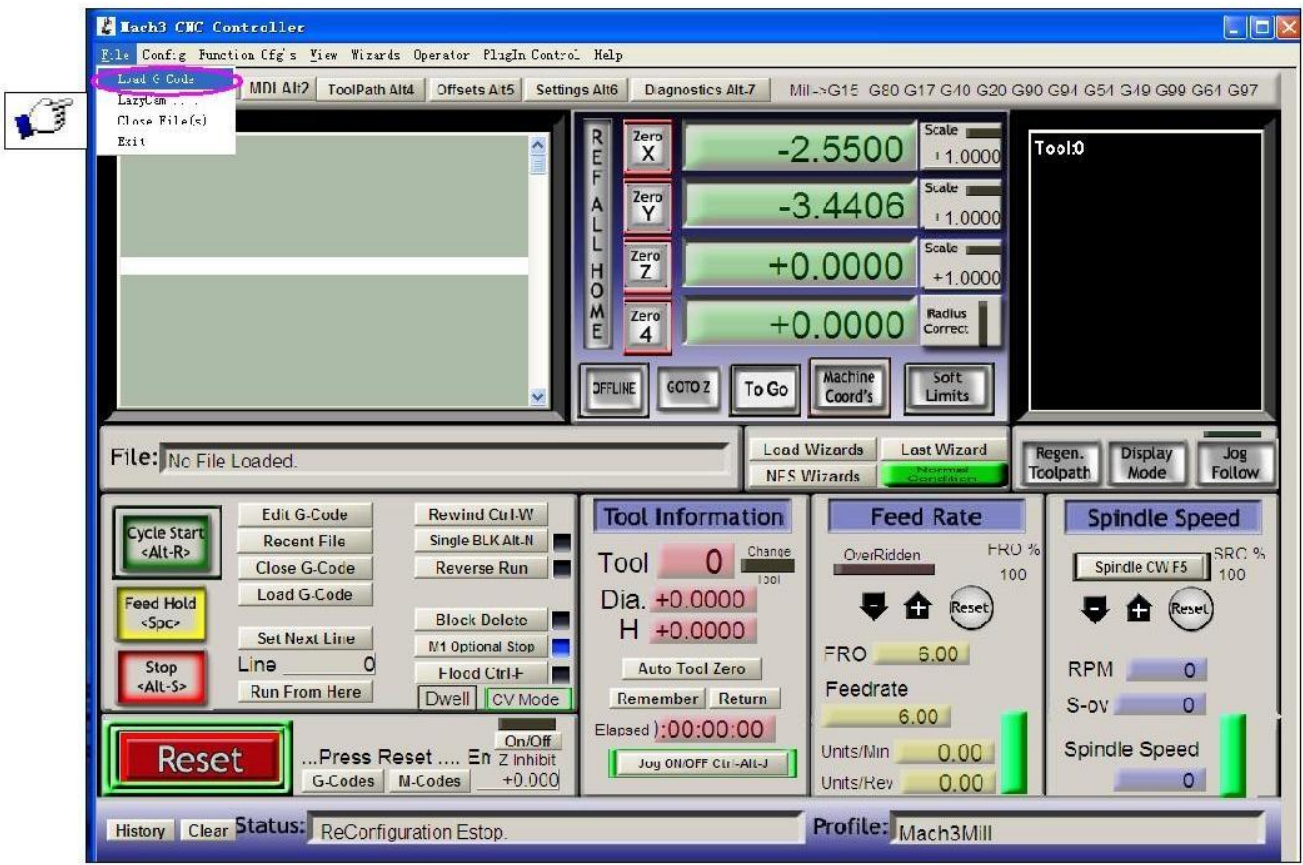 Mach3 CNC Controller
File Config Function Cfg's View Wizards Operator PlugIn Control Help
Load G-Code
LazyCam ....
Close File(s)
Exit
MDI Alt2 ToolPath Alt4 Offsets Alt5 Settings Alt6 Diagnostics Alt-7 Mill->G15 G80 G17 G40 G20 G90 G94 G54 G49 G99 G64 G97
REF ALL HOME
Zero X -2.5500 Scale +1.0000
Zero Y -3.4406 Scale +1.0000
Zero Z +0.0000 Scale +1.0000
Zero 4 +0.0000 Radius Correct
OFFLINE GOTO Z To Go Machine Coord's Soft Limits
Tool:0
File: No File Loaded.
Load Wizards Last Wizard
NFS Wizards Normal Condition
Regen. Toolpath Display Mode Jog Follow
Cycle Start <Alt-R>
Feed Hold <Spc>
Stop <Alt-S>
Edit G-Code
Recent File
Close G-Code
Load G-Code
Set Next Line
Line 0
Run From Here
Rewind Ctrl-W
Single BLK Alt-N
Reverse Run
Block Delete
M1 Optional Stop
Flood Ctrl-F
Dwell CV Mode
Reset
...Press Reset .... Em
G-Codes M-Codes
On/Off
Z Inhibit
+0.000
Tool Information
Tool 0 Change Tool
Dia. +0.0000
H +0.0000
Auto Tool Zero
Remember Return
Elapsed ):00:00:00
Jog ON/OFF Ctrl-Alt-J
Feed Rate
OverRidden FRO %
100
Reset
FRO 6.00
Feedrate
6.00
Units/Min 0.00
Units/Rev 0.00
Spindle Speed
Spindle CW F5 SRO %
100
Reset
RPM 0
S-ov 0
Spindle Speed
0
History Clear Status: ReConfiguration Estop. Profile: Mach3Mill